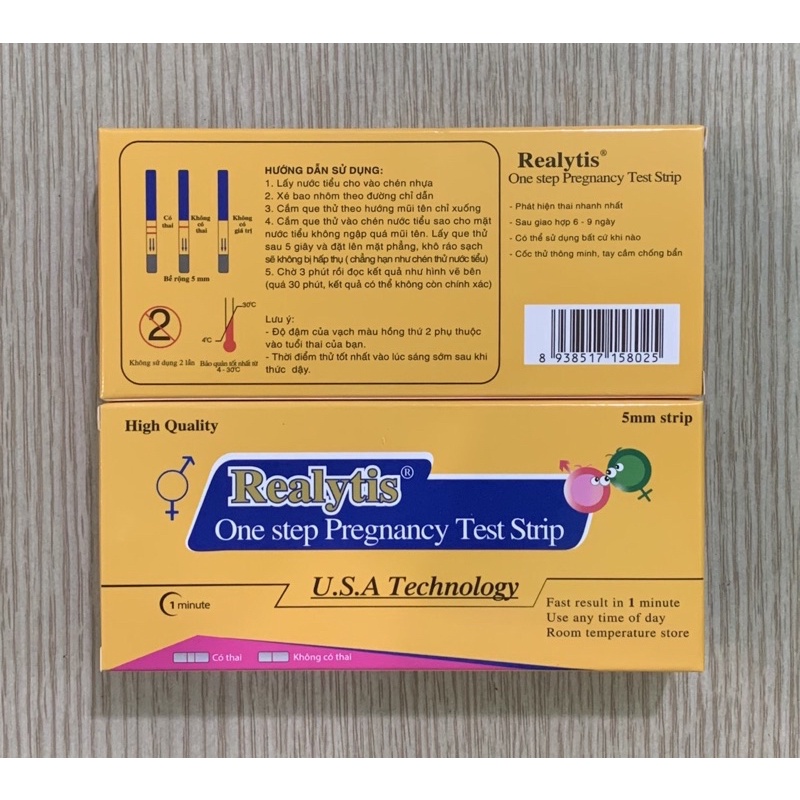 Có
thai
Không
có
thai
Không
có
giá trị
Bề rộng 5 mm
2
Không sử dụng 2 lần
30°C
4°C
Bảo quản tốt nhất từ
4 - 30°C
HƯỚNG DẪN SỬ DỤNG:
1. Lấy nước tiểu cho vào chén nhựa
2. Xé bao nhôm theo đường chỉ dẫn
3. Cầm que thử theo hướng mũi tên chỉ xuống
4. Cắm que thử vào chén nước tiểu sao cho mặt
nước tiểu không ngập quá mũi tên. Lấy que thử
sau 5 giây và đặt lên mặt phẳng, khô ráo sạch
sẽ không bị hấp thụ ( chẳng hạn như chén thử nước tiểu)
5. Chờ 3 phút rồi đọc kết quả như hình vẽ bên
(quá 30 phút, kết quả có thể không còn chính xác)
Lưu ý:
- Độ đậm của vạch màu hồng thứ 2 phụ thuộc
vào tuổi thai của bạn.
- Thời điểm thử tốt nhất vào lúc sáng sớm sau khi
thức dậy.
Realytis®
One step Pregnancy Test Strip
- Phát hiện thai nhanh nhất
- Sau giao hợp 6 - 9 ngày
- Có thể sử dụng bất cứ khi nào
- Cốc thử thông minh, tay cầm chống bẩn
8 938517 158025
High Quality
5mm strip
Realytis®
One step Pregnancy Test Strip
U.S.A Technology
1 minute
Fast result in 1 minute
Use any time of day
Room temperature store
Có thai
Không có thai